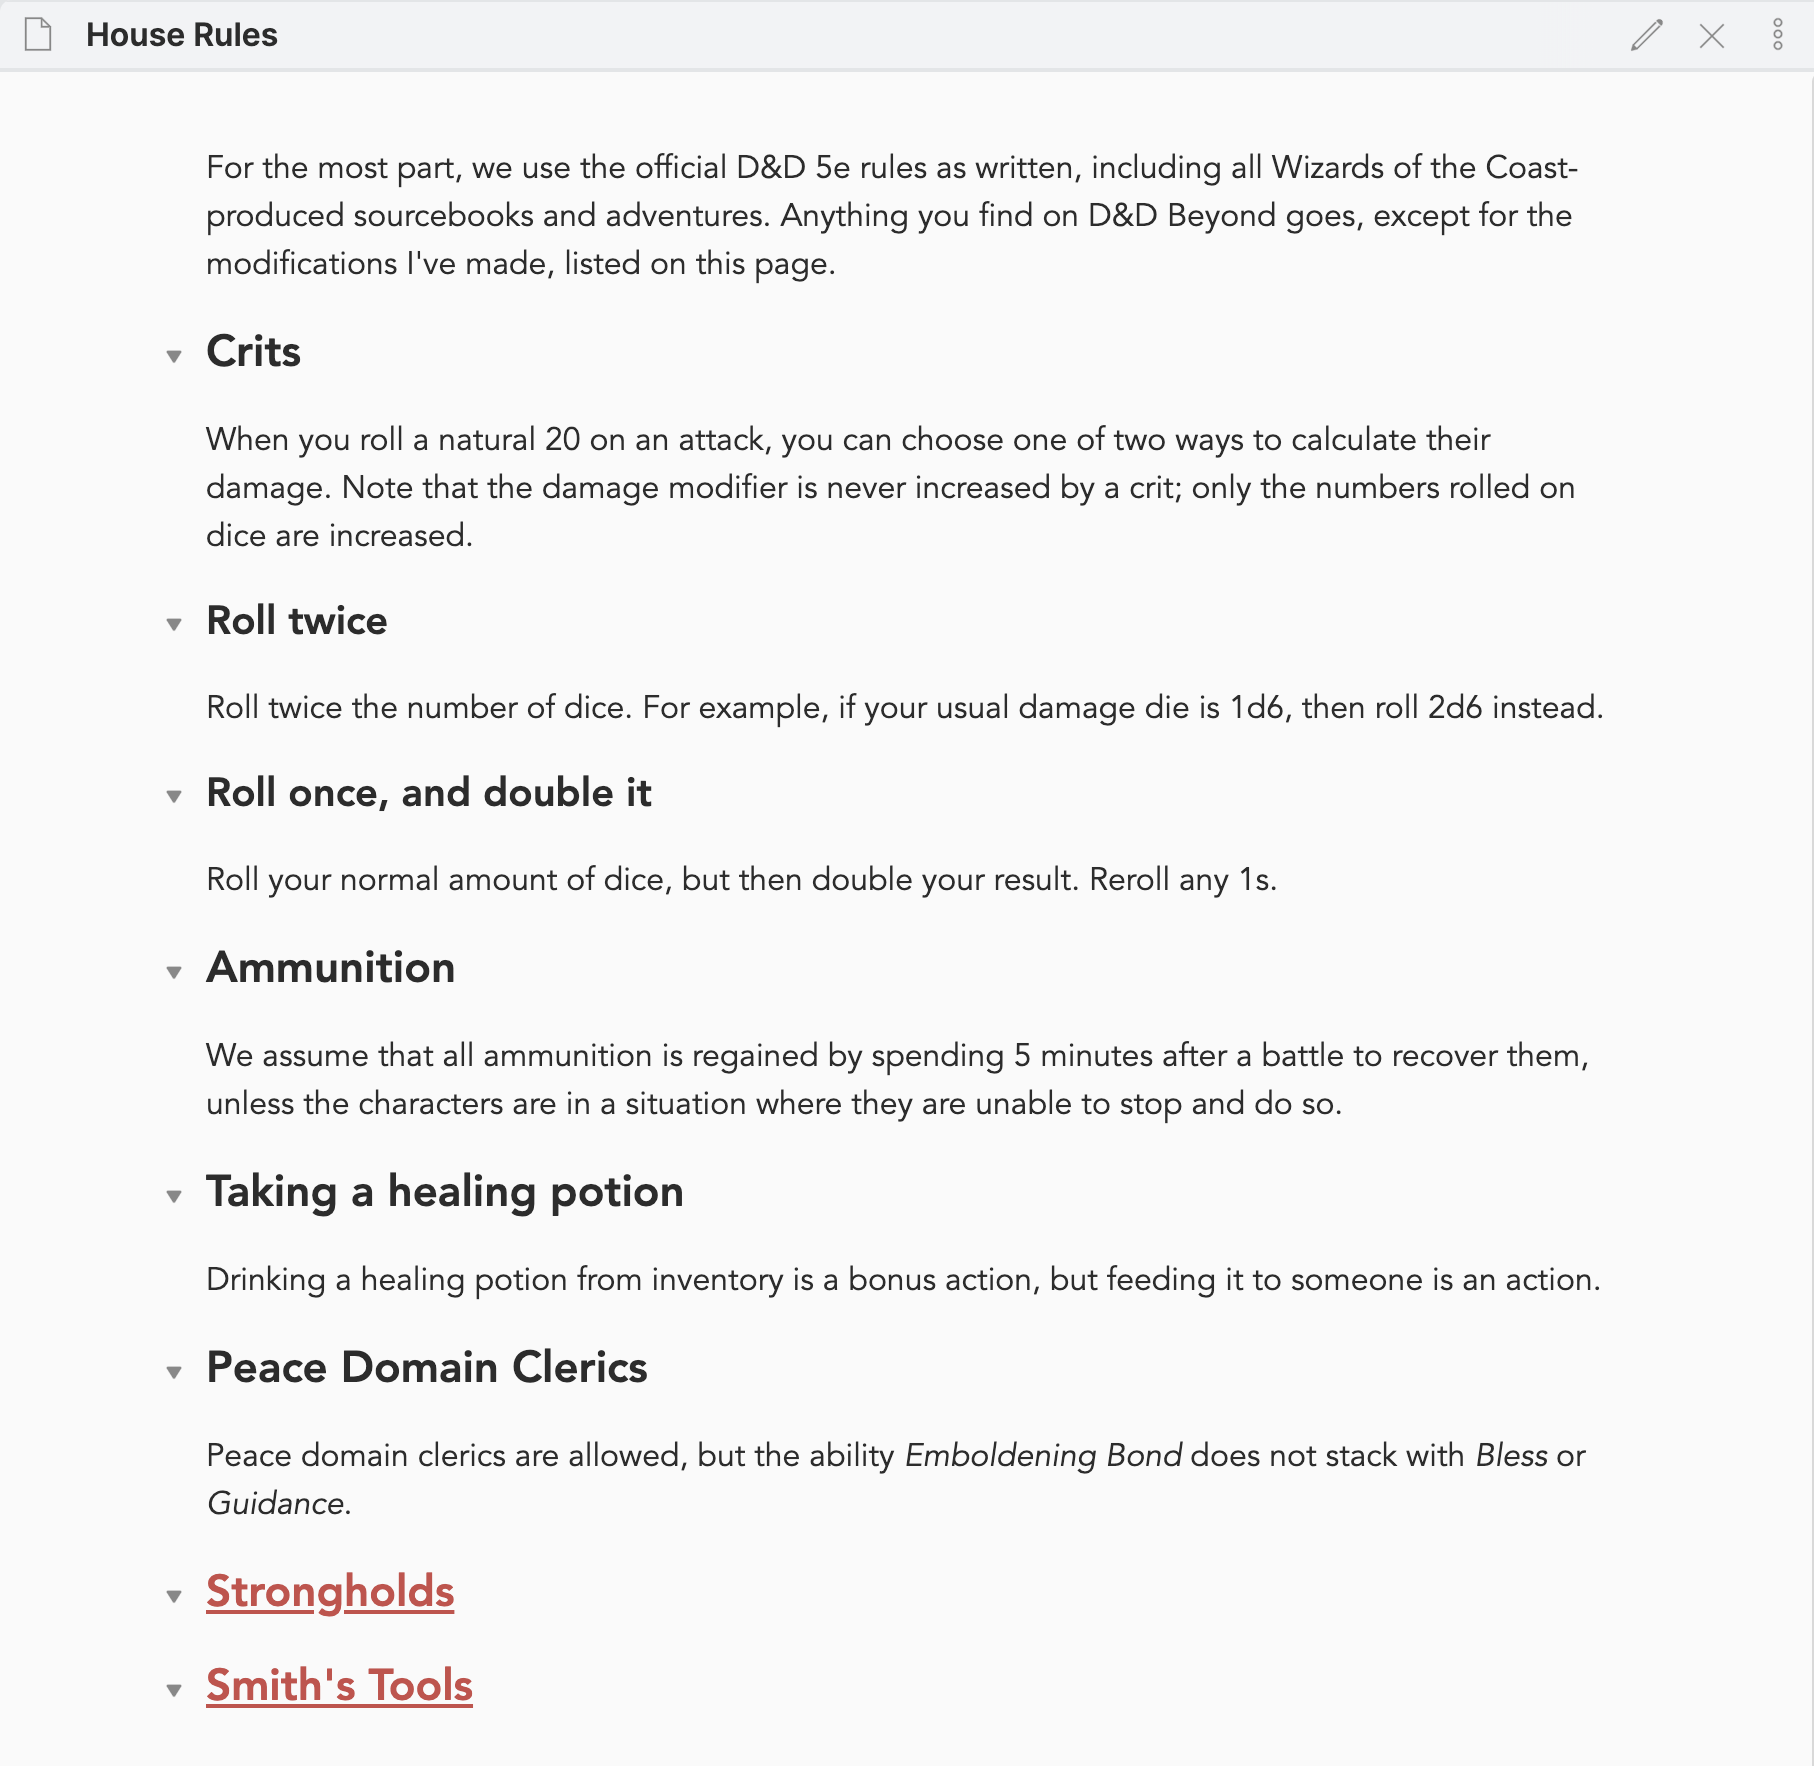 House Rules
For the most part, we use the official D&D 5e rules as written, including all Wizards of the Coast-
produced sourcebooks and adventures. Anything you find on D&D Beyond goes, except for the
modifications I've made, listed on this page.
Crits
When you roll a natural 20 on an attack, you can choose one of two ways to calculate their
damage. Note that the damage modifier is never increased by a crit; only the numbers rolled on
dice are increased.
Roll twice
Roll twice the number of dice. For example, if your usual damage die is 1d6, then roll 2d6 instead.
Roll once, and double it
Roll your normal amount of dice, but then double your result. Reroll any 1s.
Ammunition
We assume that all ammunition is regained by spending 5 minutes after a battle to recover them,
unless the characters are in a situation where they are unable to stop and do so.
Taking a healing potion
Drinking a healing potion from inventory is a bonus action, but feeding it to someone is an action.
Peace Domain Clerics
Peace domain clerics are allowed, but the ability Emboldening Bond does not stack with Bless or
Guidance.
Strongholds
Smith's Tools